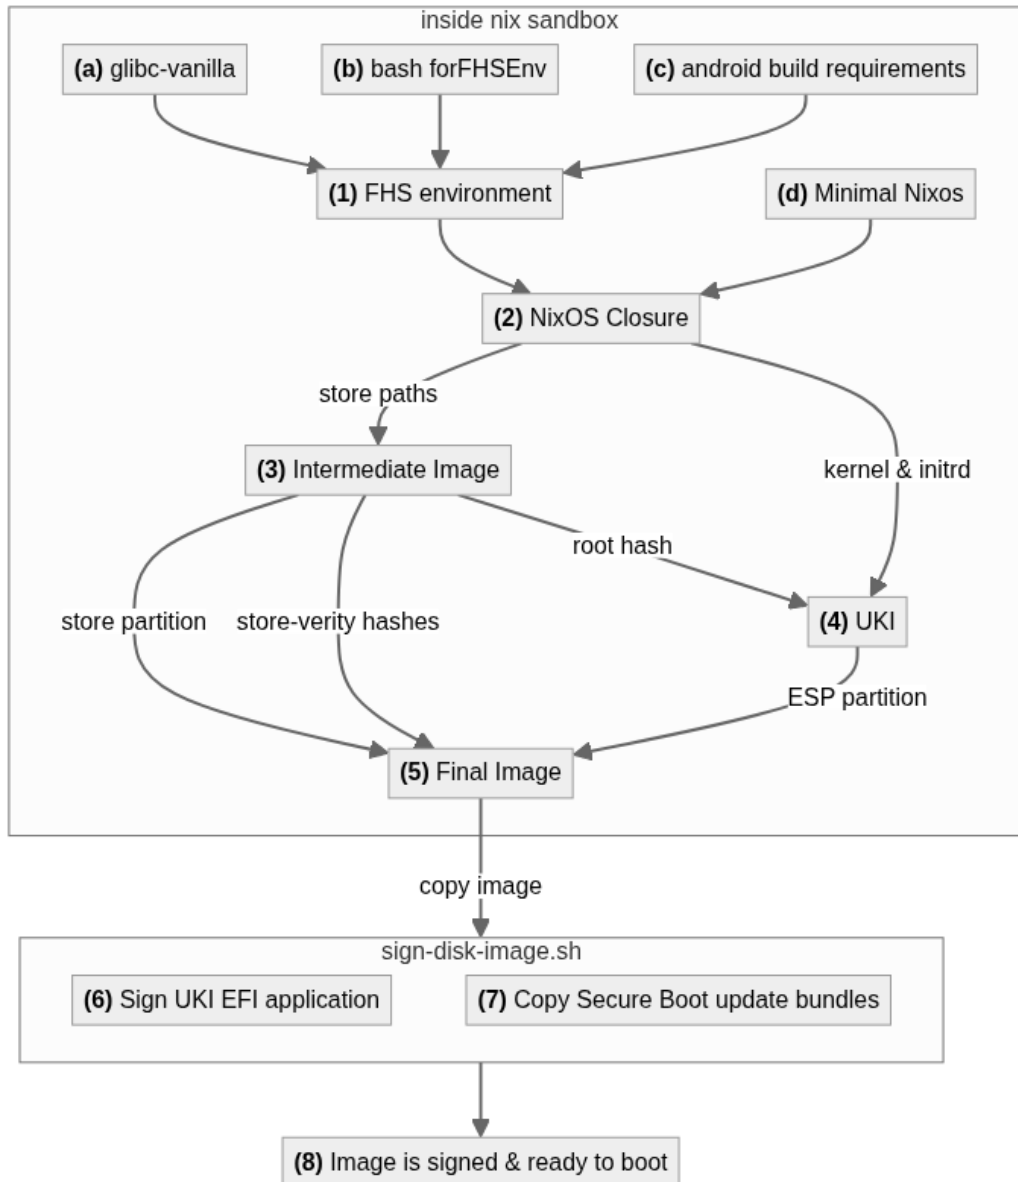 inside nix sandbox
(a) glibc-vanilla
(b) bash forFHSEnv
(c) android build requirements
(1) FHS environment
(d) Minimal Nixos
(2) NixOS Closure
store paths
(3) Intermediate Image
kernel & initrd
root hash
store partition
store-verity hashes
(4) UKI
ESP partition
(5) Final Image
copy image
sign-disk-image.sh
(6) Sign UKI EFI application
(7) Copy Secure Boot update bundles
(8) Image is signed & ready to boot